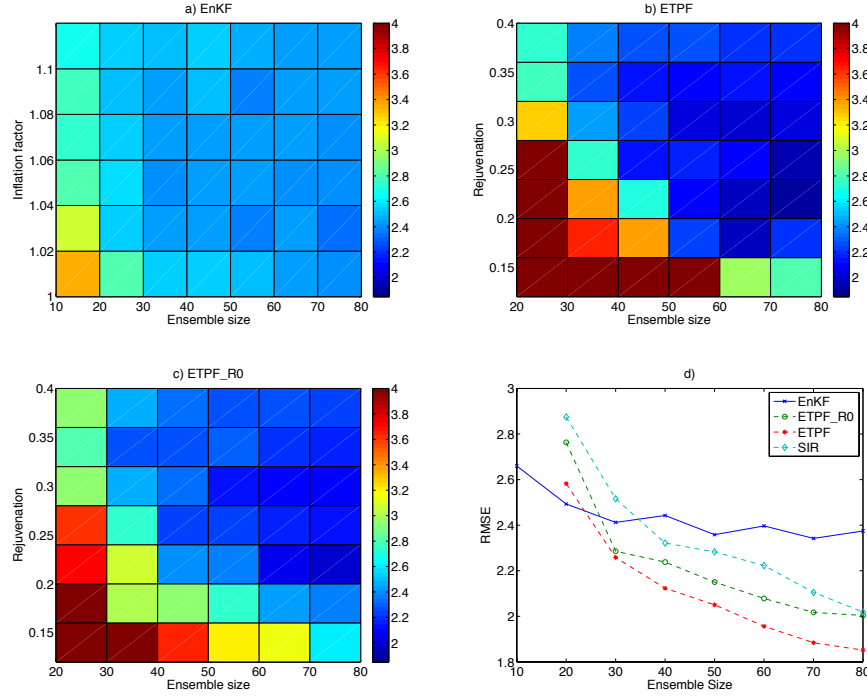 a) EnKF
Inflation factor
1.1
1.08
1.06
1.04
1.02
1
10 20 30 40 50 60 70 80
Ensemble size
4
3.8
3.6
3.4
3.2
3
2.8
2.6
2.4
2.2
2
b) ETPF
Rejuvenation
0.4
0.35
0.3
0.25
0.2
0.15
20 30 40 50 60 70 80
Ensemble size
4
3.8
3.6
3.4
3.2
3
2.8
2.6
2.4
2.2
2
c) ETPF_R0
Rejuvenation
0.4
0.35
0.3
0.25
0.2
0.15
20 30 40 50 60 70 80
Ensemble size
4
3.8
3.6
3.4
3.2
3
2.8
2.6
2.4
2.2
2
d)
RMSE
3
2.8
2.6
2.4
2.2
2
1.8
10 20 30 40 50 60 70 80
Ensemble Size
EnKF
ETPF_R0
ETPF
SIR